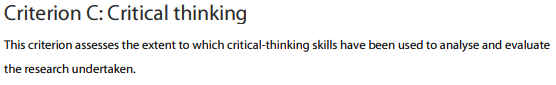 Criterion C: Critical thinking
This criterion assesses the extent to which critical-thinking skills have been used to analyse and evaluate
the research undertaken.